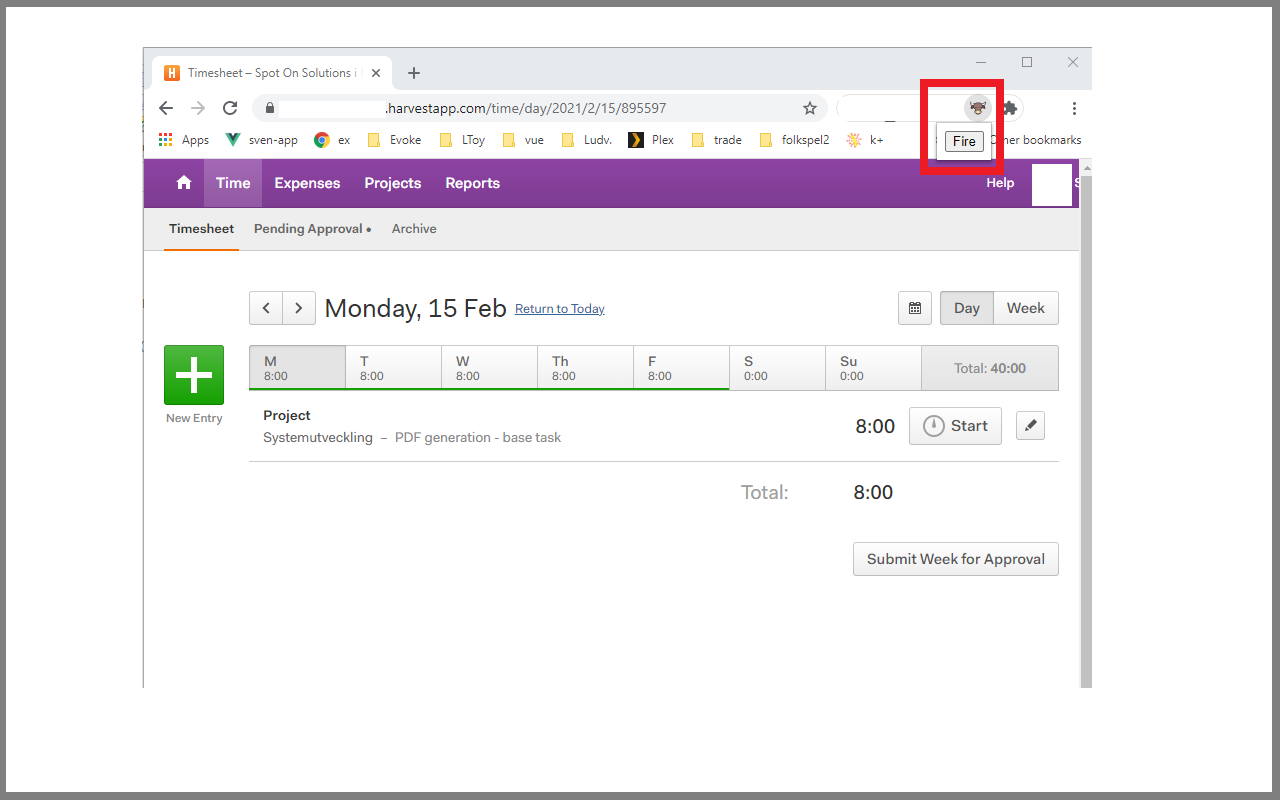 H Timesheet – Spot On Solutions i
.harvestapp.com/time/day/2021/2/15/895597
Apps sven-app ex Evoke LToy vue Ludv. Plex trade folkspel2 k+ Other bookmarks
Fire
Time Expenses Projects Reports Help
Timesheet Pending Approval • Archive
Monday, 15 Feb Return to Today Day Week
M T W Th F S Su
8:00 8:00 8:00 8:00 8:00 0:00 0:00
Total: 40:00
New Entry
Project
Systemutveckling – PDF generation - base task
8:00 Start
Total: 8:00
Submit Week for Approval